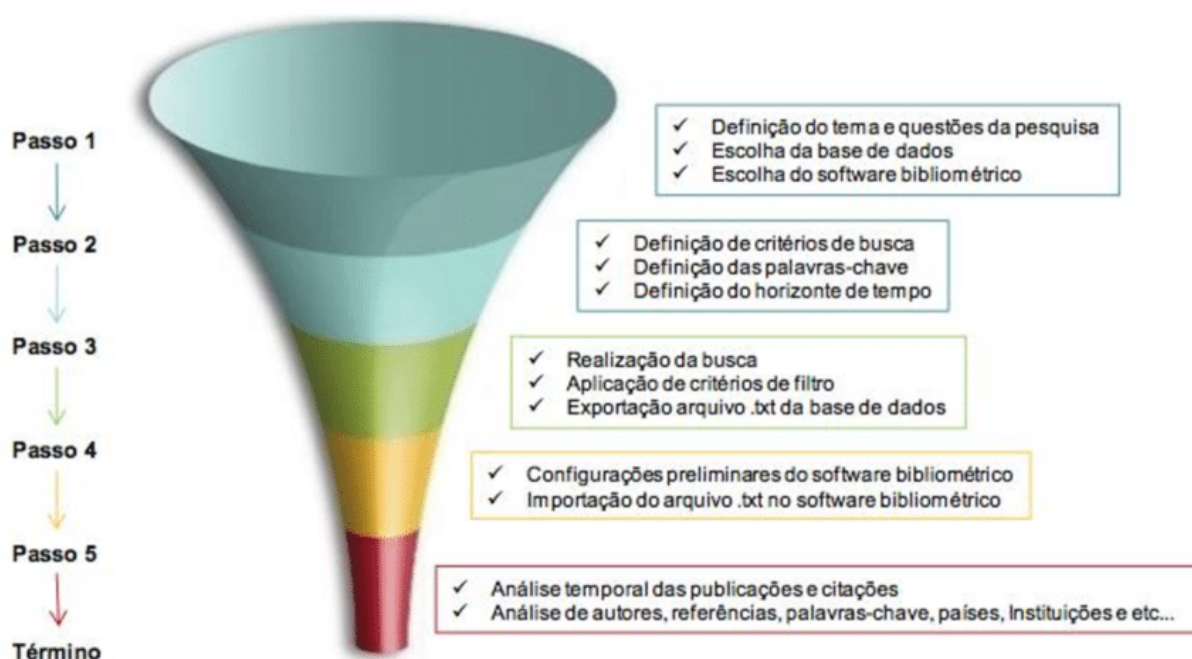 Passo 1
✓ Definição do tema e questões da pesquisa
✓ Escolha da base de dados
✓ Escolha do software bibliométrico
Passo 2
✓ Definição de critérios de busca
✓ Definição das palavras-chave
✓ Definição do horizonte de tempo
Passo 3
✓ Realização da busca
✓ Aplicação de critérios de filtro
✓ Exportação arquivo .txt da base de dados
Passo 4
✓ Configurações preliminares do software bibliométrico
✓ Importação do arquivo .txt no software bibliométrico
Passo 5
✓ Análise temporal das publicações e citações
✓ Análise de autores, referências, palavras-chave, países, Instituições e etc...
Término